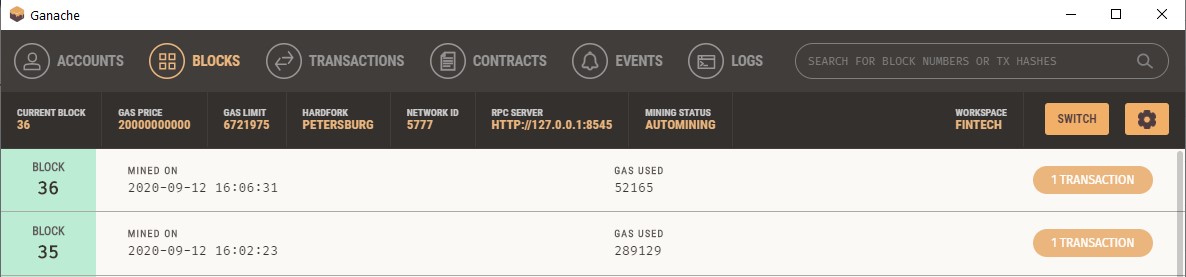 Ganache
ACCOUNTS BLOCKS TRANSACTIONS CONTRACTS EVENTS LOGS SEARCH FOR BLOCK NUMBERS OR TX HASHES
CURRENT BLOCK GAS PRICE GAS LIMIT HARDFORK NETWORK ID RPC SERVER MINING STATUS WORKSPACE
36 20000000000 6721975 PETERSBURG 5777 HTTP://127.0.0.1:8545 AUTOMINING FINTECH
SWITCH
BLOCK MINED ON GAS USED
36 2020-09-12 16:06:31 52165 1 TRANSACTION
BLOCK MINED ON GAS USED
35 2020-09-12 16:02:23 289129 1 TRANSACTION